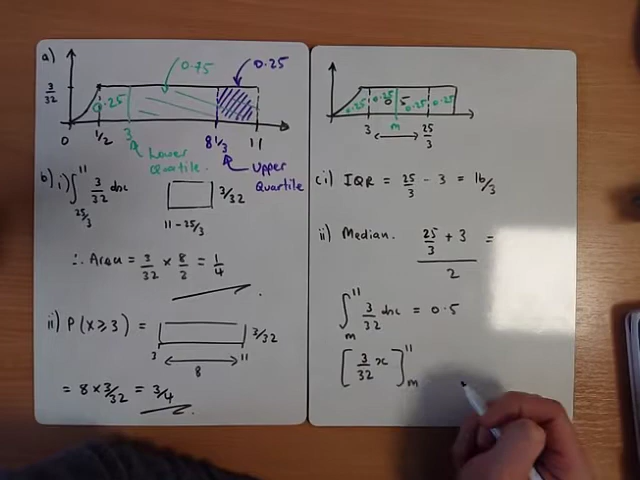 a)
0.75
0.25
3/32
0.25
0 1/2 3 8 1/3 11
Lower
Quartile.
Upper
Quartile
b) i) ∫ 11 25/3 3/32 dx
3/32
11 - 25/3
∴ Area = 3/32 × 8/3 = 1/4
ii) P(X ≥ 3) =
3/32
3 11
8
= 8 × 3/32 = 3/4
0.25 0.25 0.5 0.25 0.25
3 m 25/3
ci) IQR = 25/3 - 3 = 16/3
ii) Median. 25/3 + 3 / 2 =
∫ 11 m 3/32 dx = 0.5
[3/32 x] 11 m